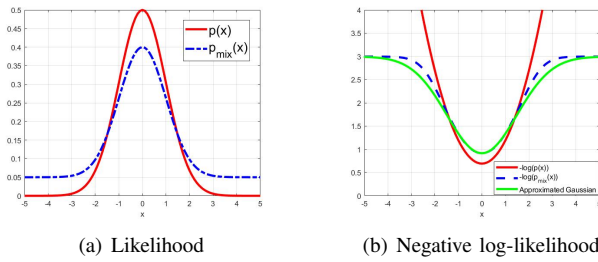 0.5
0.45
0.4
0.35
0.3
0.25
0.2
0.15
0.1
0.05
0
-5 -4 -3 -2 -1 0 1 2 3 4 5
x
p(x)
p_mix(x)
(a) Likelihood
4
3.5
3
2.5
2
1.5
1
0.5
0
-5 -4 -3 -2 -1 0 1 2 3 4 5
x
-log(p(x))
-log(p_mix(x))
Approximated Gaussian
(b) Negative log-likelihood